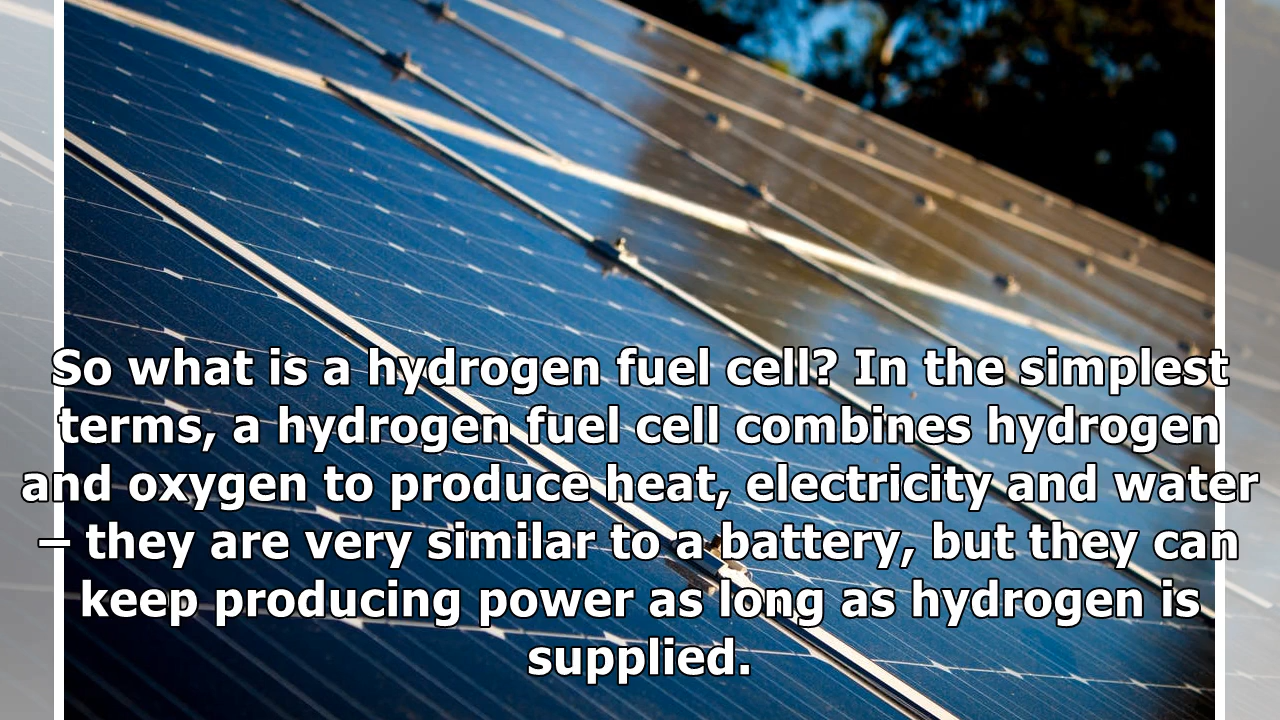 So what is a hydrogen fuel cell? In the simplest
terms, a hydrogen fuel cell combines hydrogen
and oxygen to produce heat, electricity and water
– they are very similar to a battery, but they can
keep producing power as long as hydrogen is
supplied.